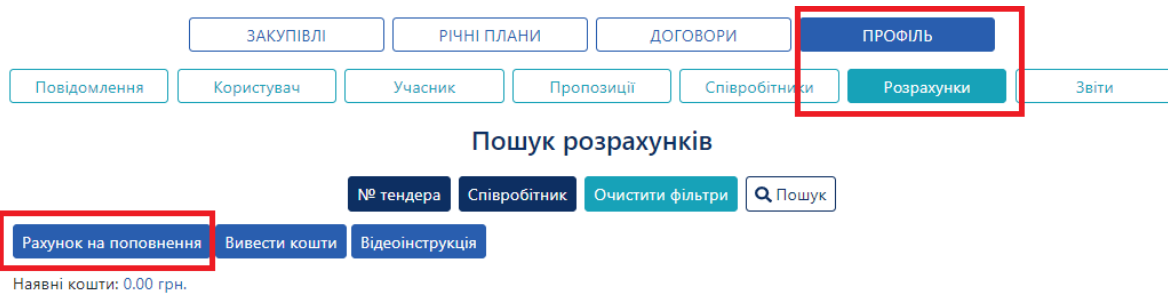 ЗАКУПІВЛІ РІЧНІ ПЛАНИ ДОГОВОРИ ПРОФІЛЬ
Повідомлення Користувач Учасник Пропозиції Співробітники Розрахунки Звіти
Пошук розрахунків
№ тендера Співробітник Очистити фільтри Пошук
Рахунок на поповнення Вивести кошти Відеоінструкція
Наявні кошти: 0.00 грн.